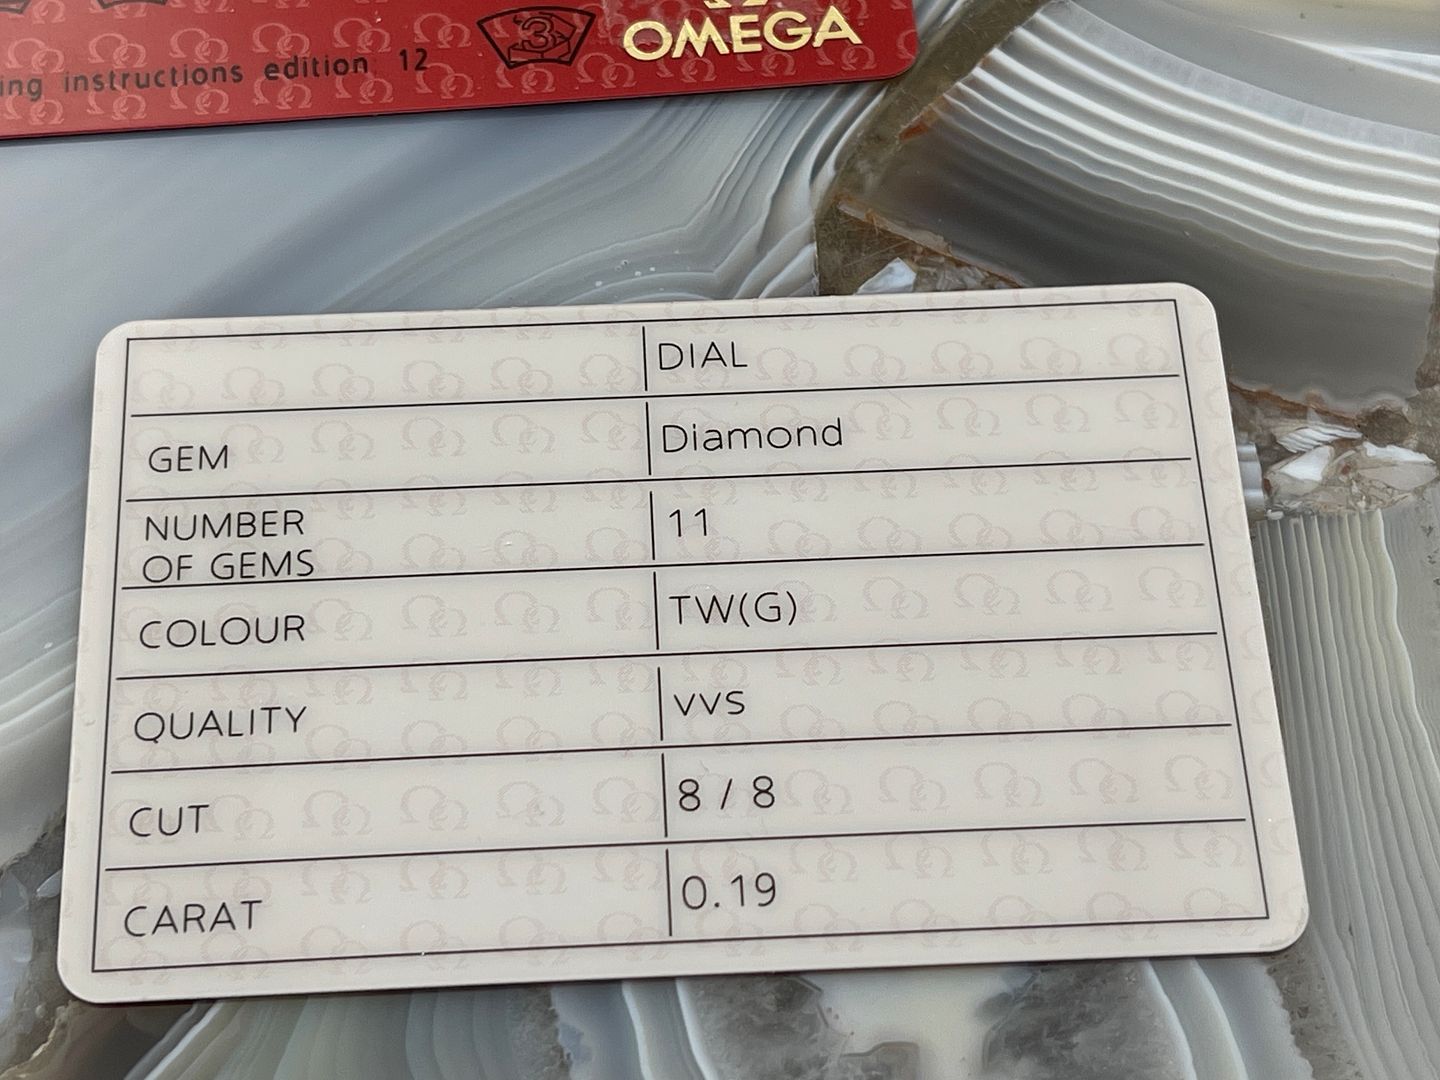 OMEGA
3
ing instructions edition 12
DIAL
GEM Diamond
NUMBER
OF GEMS 11
COLOUR TW(G)
QUALITY VVS
CUT 8 / 8
CARAT 0.19